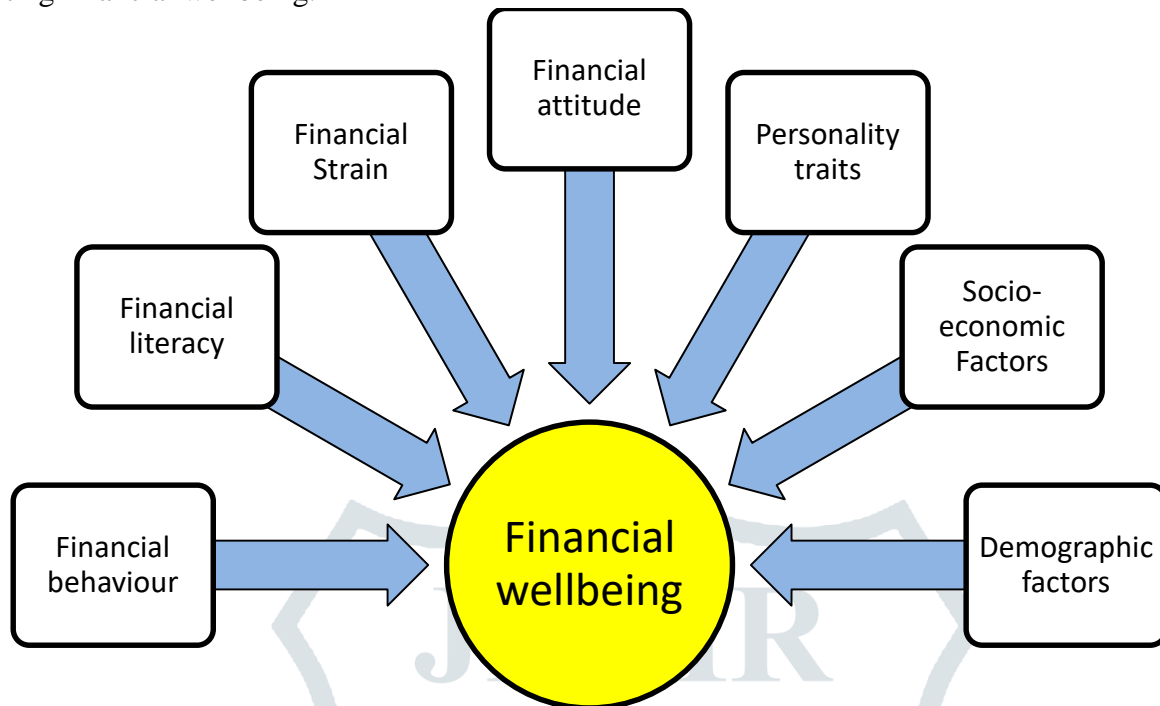 Financial
attitude
Financial
Strain
Personality
traits
Financial
literacy
Socio-
economic
Factors
Financial
behaviour
Financial
wellbeing
Demographic
factors